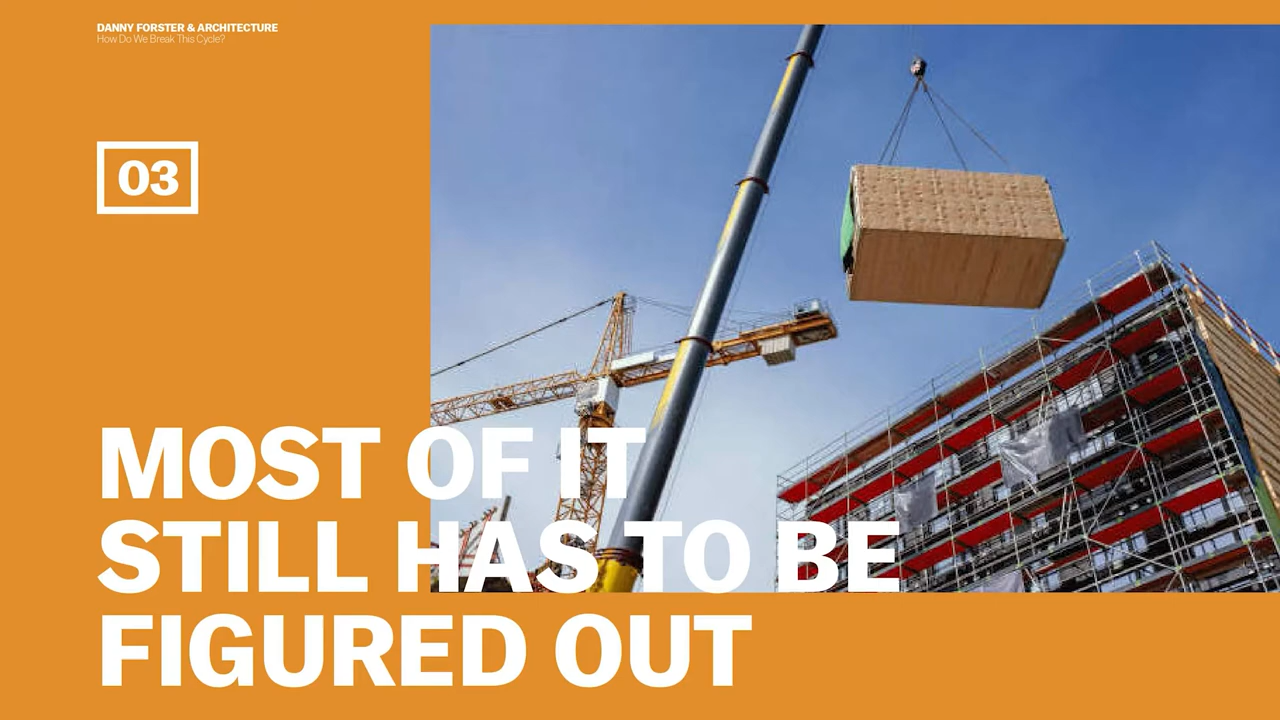 DANNY FORSTER & ARCHITECTURE
How Do We Break This Cycle?
03
MOST OF IT
STILL HAS TO BE
FIGURED OUT